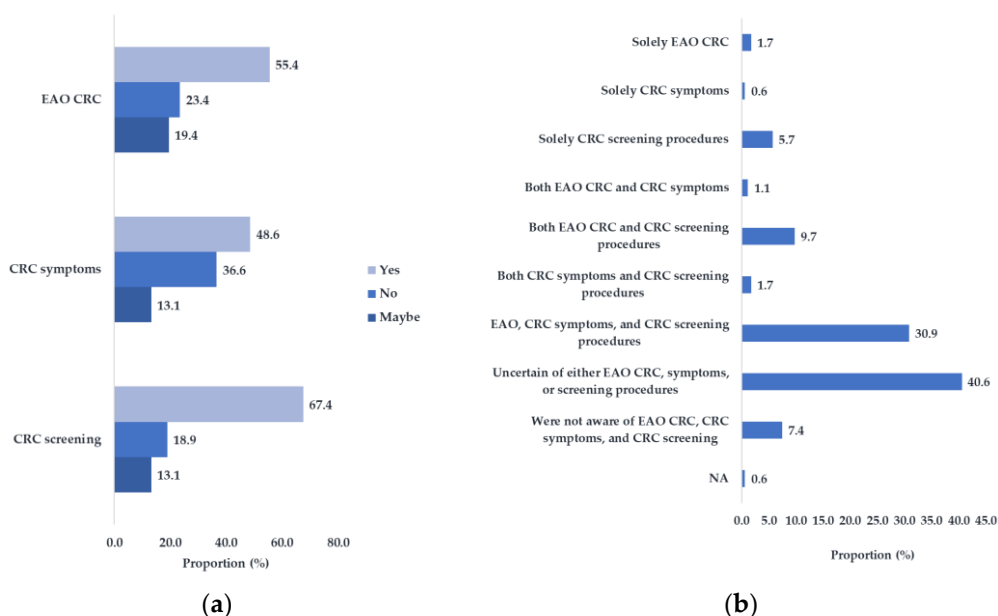 EAO CRC
55.4
23.4
19.4
CRC symptoms
48.6
36.6
13.1
CRC screening
67.4
18.9
13.1
Yes
No
Maybe
0.0 20.0 40.0 60.0 80.0
Proportion (%)
(a)
Solely EAO CRC
1.7
Solely CRC symptoms
0.6
Solely CRC screening procedures
5.7
Both EAO CRC and CRC symptoms
1.1
Both EAO CRC and CRC screening
procedures
9.7
Both CRC symptoms and CRC screening
procedures
1.7
EAO, CRC symptoms, and CRC screening
procedures
30.9
Uncertain of either EAO CRC, symptoms,
or screening procedures
40.6
Were not aware of EAO CRC, CRC
symptoms, and CRC screening
7.4
NA
0.6
0.0 5.0 10.0 15.0 20.0 25.0 30.0 35.0 40.0 45.0
Proportion (%)
(b)